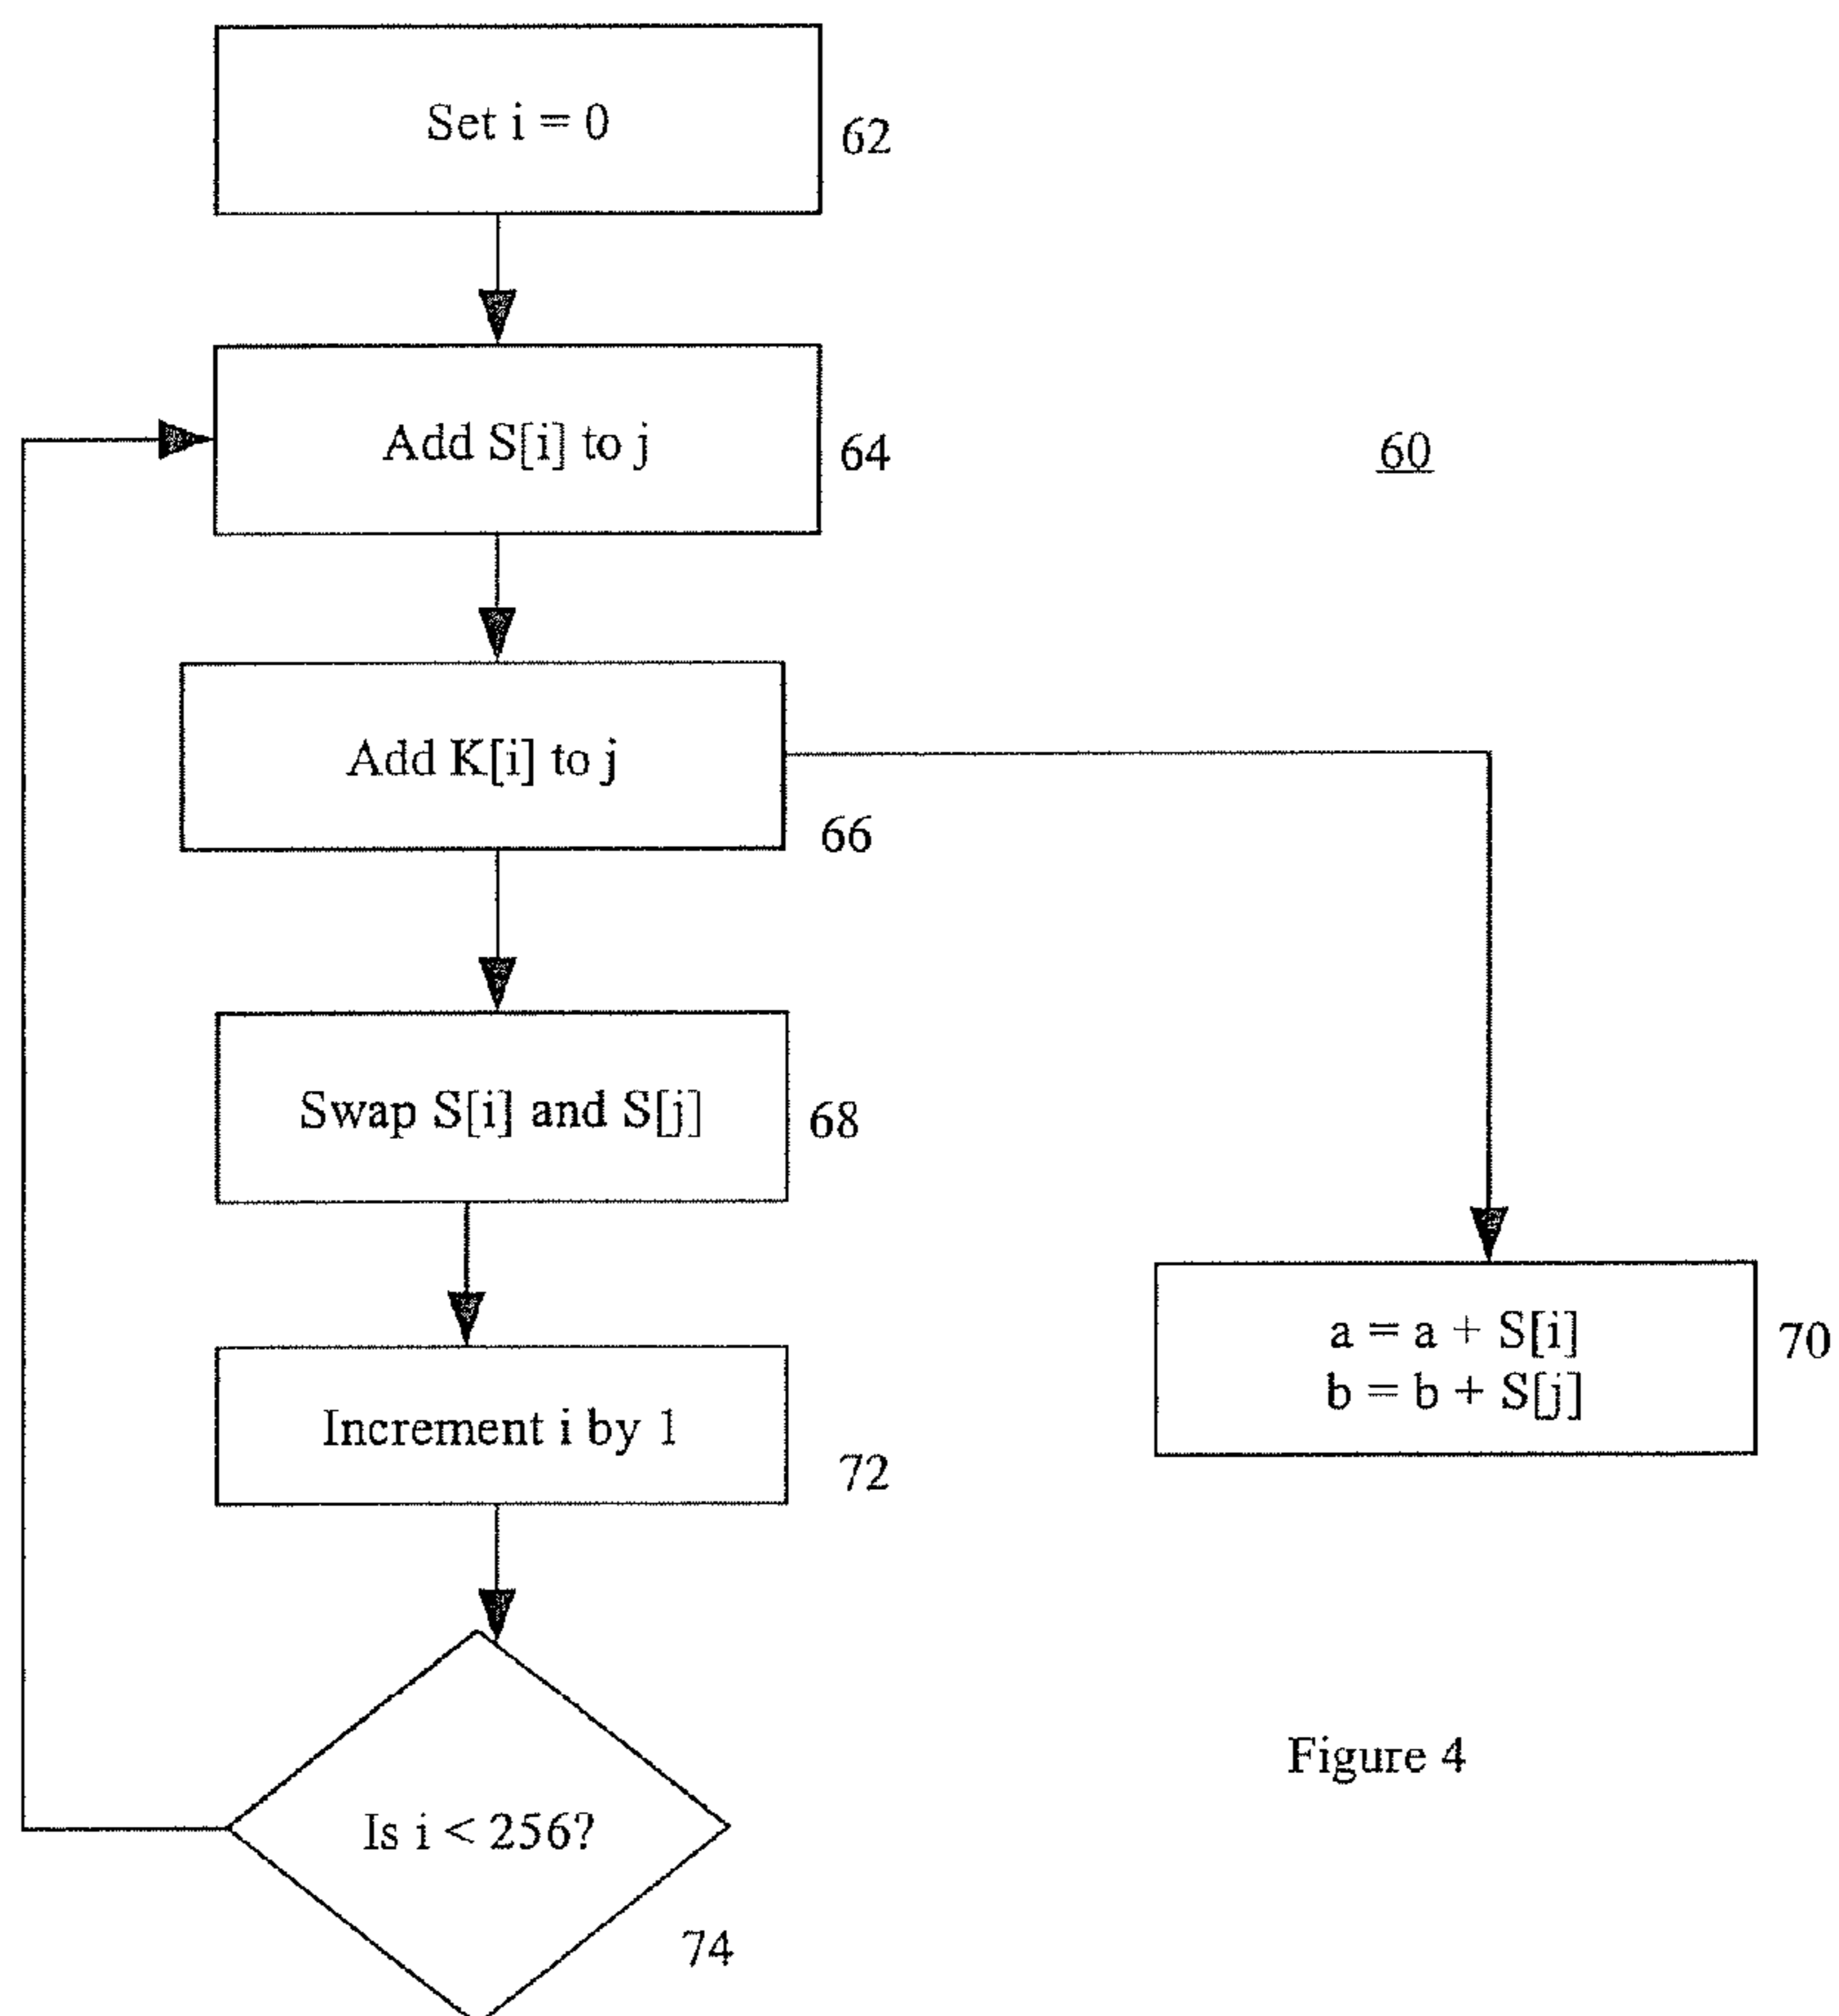 Set i = 0
62
Add S[i] to j
64
60
Add K[i] to j
66
Swap S[i] and S[j]
68
a = a + S[i]
b = b + S[j]
70
Increment i by 1
72
Is i < 256?
74
Figure 4